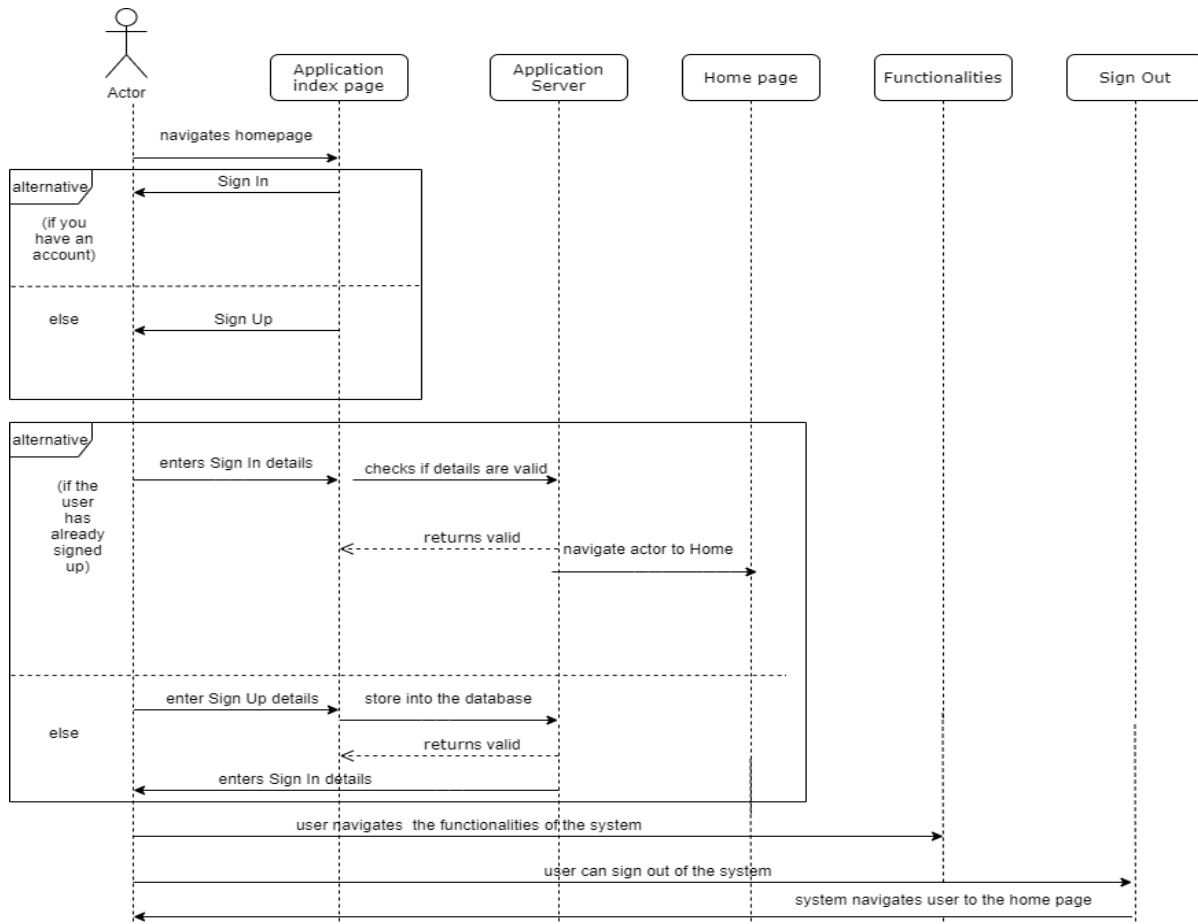 Actor
Application
index page
Application
Server
Home page
Functionalities
Sign Out
navigates homepage
alternative
Sign In
(if you
have an
account)
else
Sign Up
alternative
enters Sign In details
checks if details are valid
(if the
user
has
already
signed
up)
returns valid
navigate actor to Home
enter Sign Up details
store into the database
else
returns valid
enters Sign In details
user navigates the functionalities of the system
user can sign out of the system
system navigates user to the home page